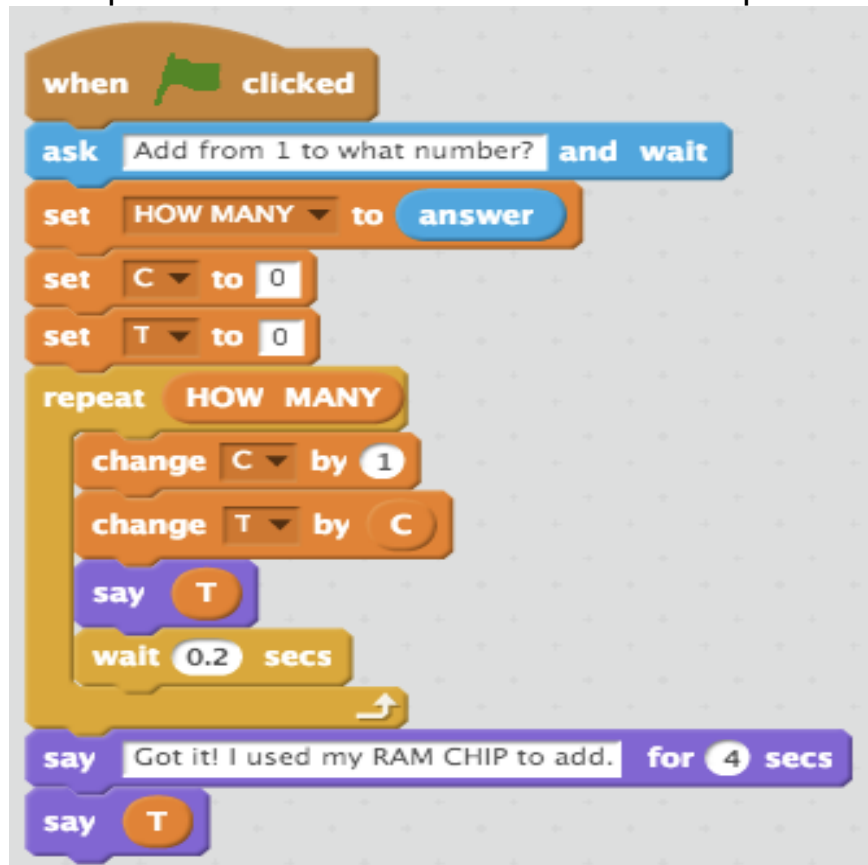 when clicked
ask Add from 1 to what number? and wait
set HOW MANY to answer
set C to 0
set T to 0
repeat HOW MANY
change C by 1
change T by C
say T
wait 0.2 secs
say Got it! I used my RAM CHIP to add. for 4 secs
say T